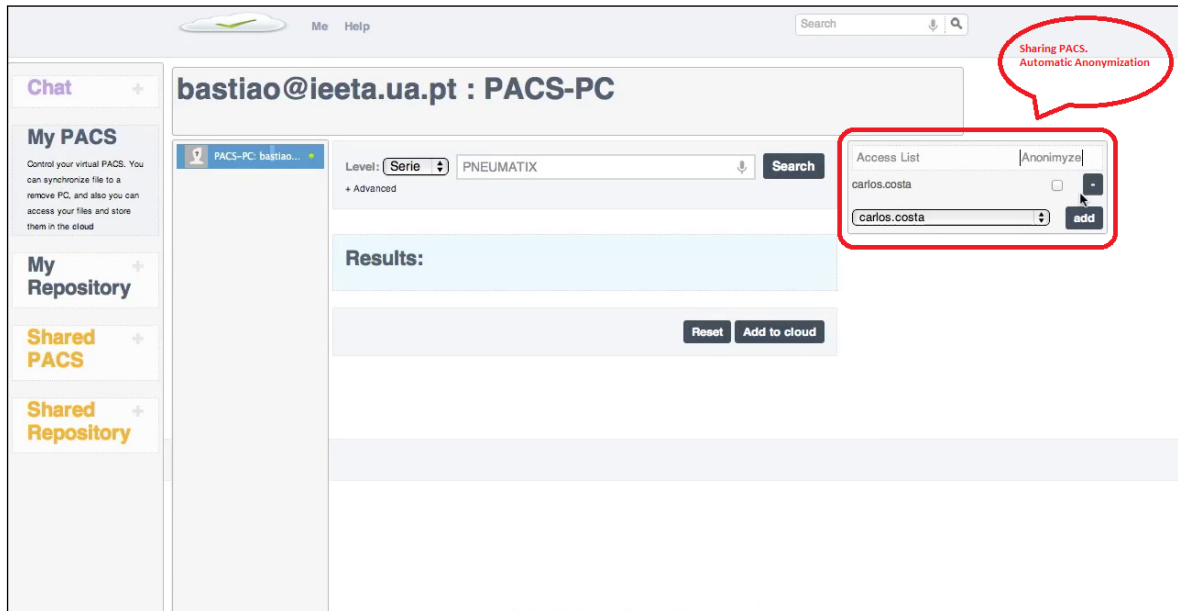 Me Help
Search
Sharing PACS.
Automatic Anonymization
Chat +
bastiao@ieeta.ua.pt : PACS-PC
My PACS
Control your virtual PACS. You
can synchronize file to a
remove PC, and also you can
access your files and store
them in the cloud
My +
Repository
Shared +
PACS
Shared +
Repository
PACS-PC: bastiao...
Level: Serie PNEUMATIX Search
+ Advanced
Results:
Reset Add to cloud
Access List Anonimyze
carlos.costa -
carlos.costa add